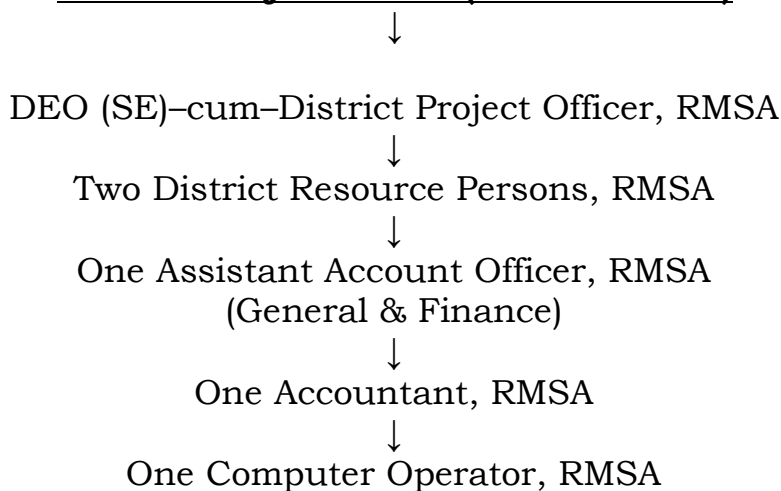 ↓
DEO (SE)–cum–District Project Officer, RMSA
↓
Two District Resource Persons, RMSA
↓
One Assistant Account Officer, RMSA
(General & Finance)
↓
One Accountant, RMSA
↓
One Computer Operator, RMSA